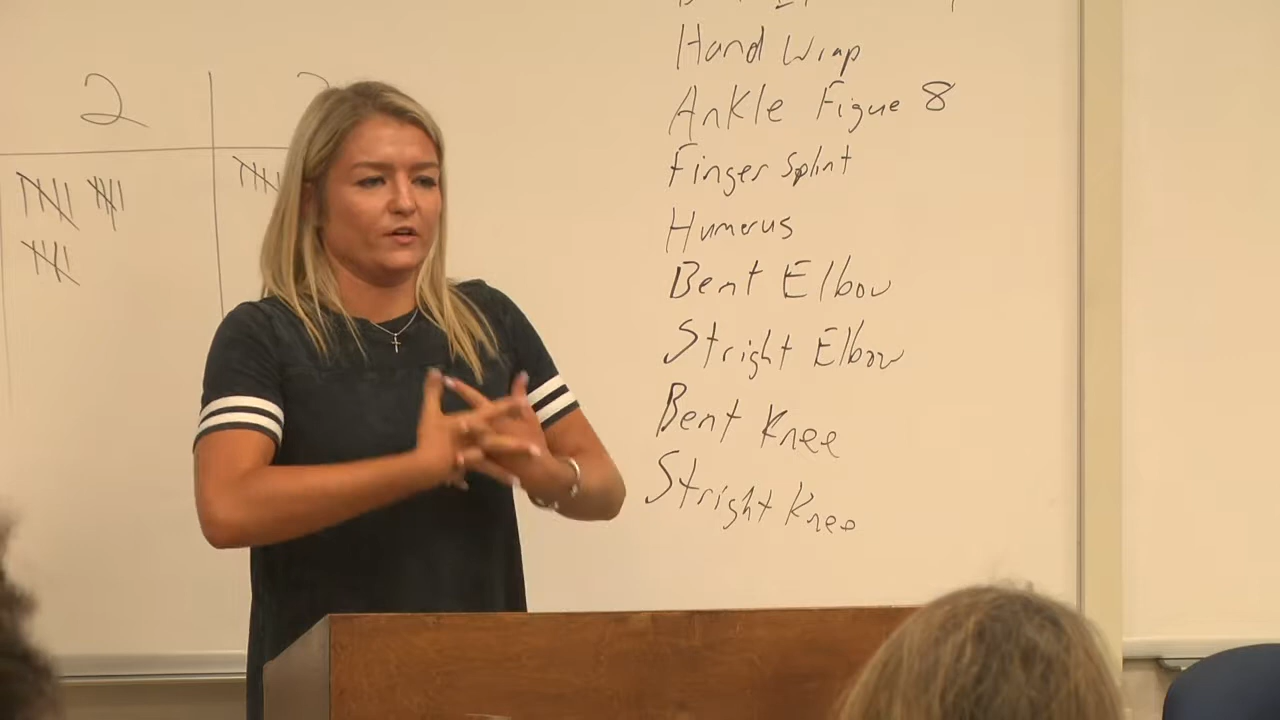 2
Hand Wrap
Ankle Figue 8
Finger Splint
Humerus
Bent Elbow
Stright Elbow
Bent Knee
Stright Knee